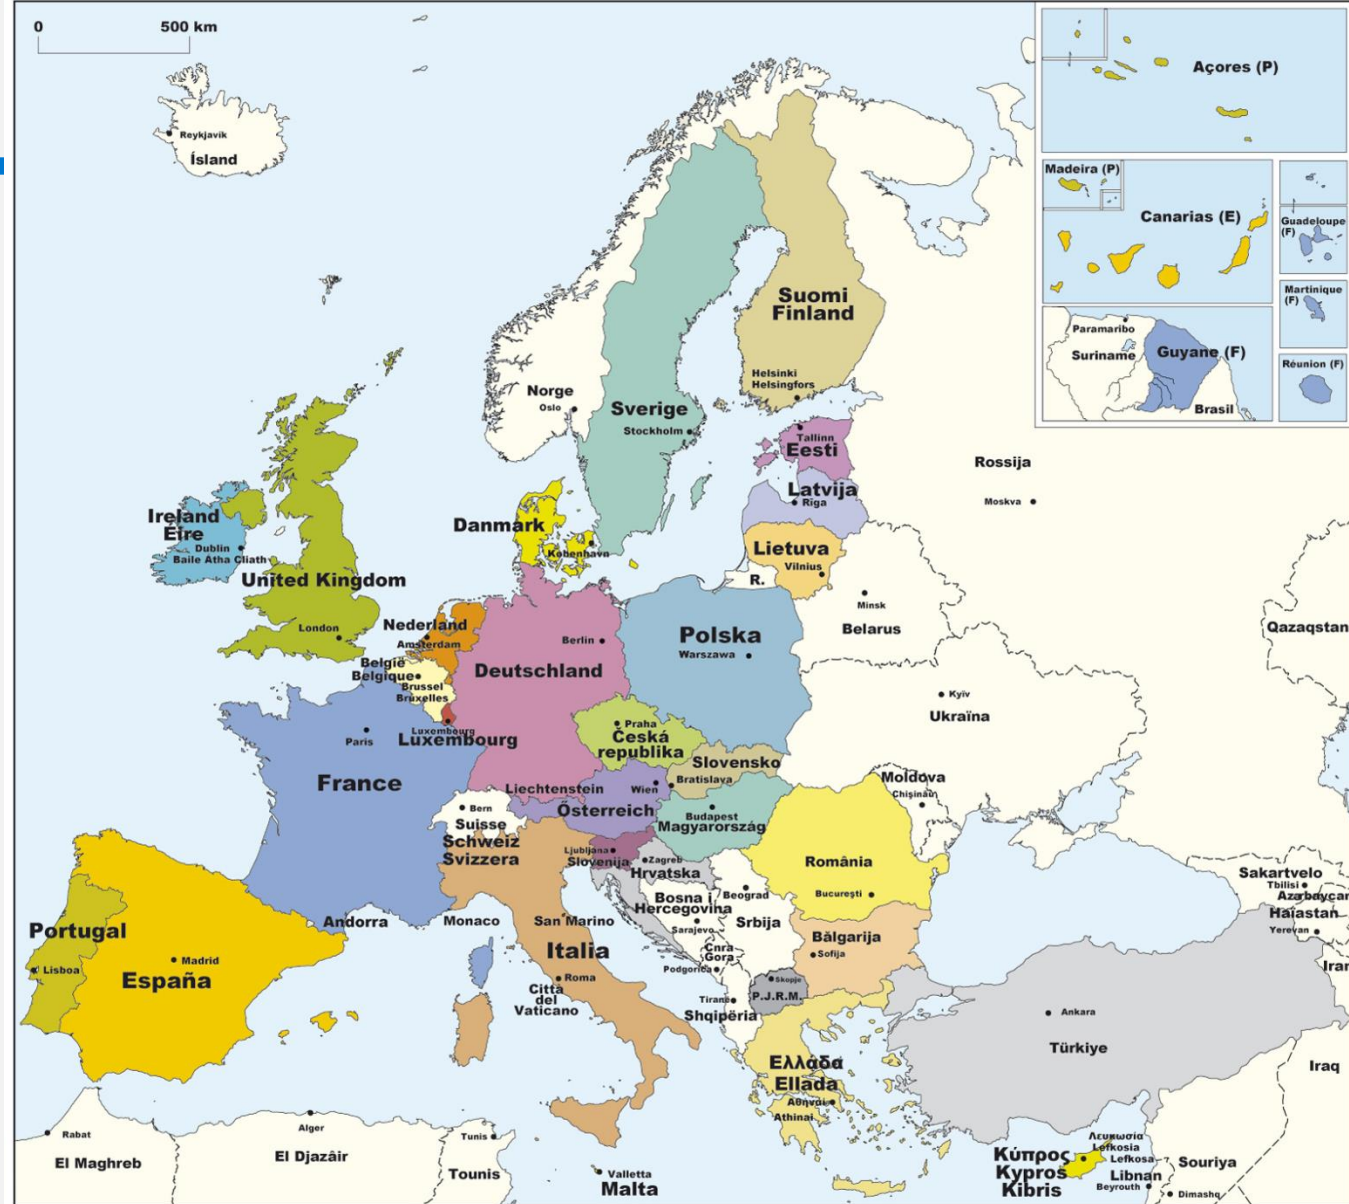 0
500 km
Reykjavík
Ísland
Norge
Oslo
Sverige
Stockholm
Suomi
Finland
Helsinki
Helsingfors
Tallinn
Eesti
Latvija
Rīga
Lietuva
Vilnius
R.
Minsk
Belarus
Rossija
Moskva
Qazaqstan
Açores (P)
Madeira (P)
Canarias (E)
Guadeloupe
(F)
Martinique
(F)
Réunion (F)
Paramaribo
Suriname
Guyane (F)
Brasil
Ireland
Éire
Dublin
Baile Atha Cliath
United Kingdom
London
Danmark
København
Nederland
Amsterdam
België
Belgique
Brussel
Bruxelles
Luxembourg
Luxembourg
Deutschland
Berlin
Polska
Warszawa
Kyïv
Ukraïna
Praha
Česká
republika
Slovensko
Bratislava
Paris
France
Liechtenstein
Wien
Österreich
Bern
Suisse
Schweiz
Svizzera
Budapest
Magyarország
Moldova
Chişinău
Ljubljana
Slovenija
Zagreb
Hrvatska
România
Bucureşti
Beograd
Srbija
Bosna i
Hercegovina
Sarajevo
Crna
Gora
Podgorica
Bălgarija
Sofija
Skopje
P.J.R.M.
Tiranë
Shqipëria
Portugal
Lisboa
Madrid
España
Andorra
Monaco
San Marino
Italia
Roma
Città
del
Vaticano
Ελλάδα
Ellada
Αθήναι
Athinai
Sakartvelo
Tbilisi
Azərbaycan
Haïastan
Yerevan
Iran
Ankara
Türkiye
Iraq
Rabat
El Maghreb
Alger
El Djazâir
Tunis
Tounis
Valletta
Malta
Κύπρος
Kypros
Kibris
Λευκωσία
Lefkosia
Lefkosa
Libnan
Beyrouth
Souriya
Dimashq